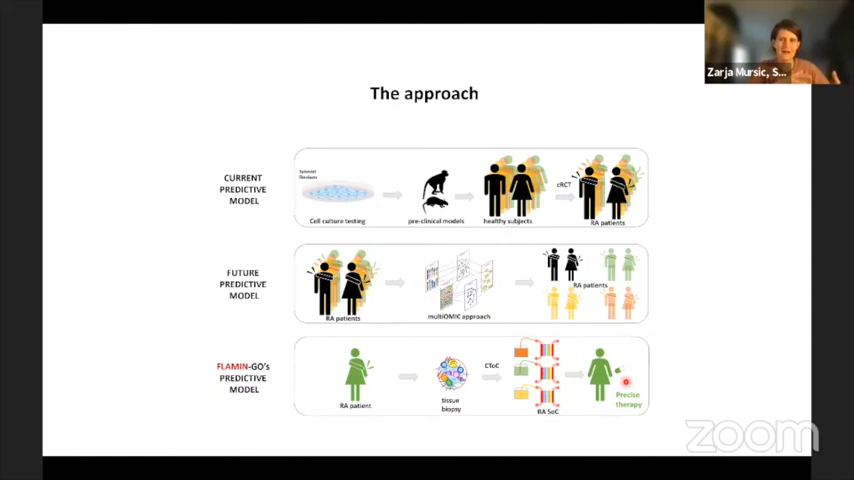 Zarja Mursic, S...
The approach
CURRENT
PREDICTIVE
MODEL
Synovial
fibroblasts
Cell culture testing
pre-clinical models
healthy subjects
cRCT
RA patients
FUTURE
PREDICTIVE
MODEL
RA patients
multiOMIC approach
RA patients
FLAMIN-GO's
PREDICTIVE
MODEL
RA patient
tissue
biopsy
CToC
RA SoC
Precise
therapy
zoom